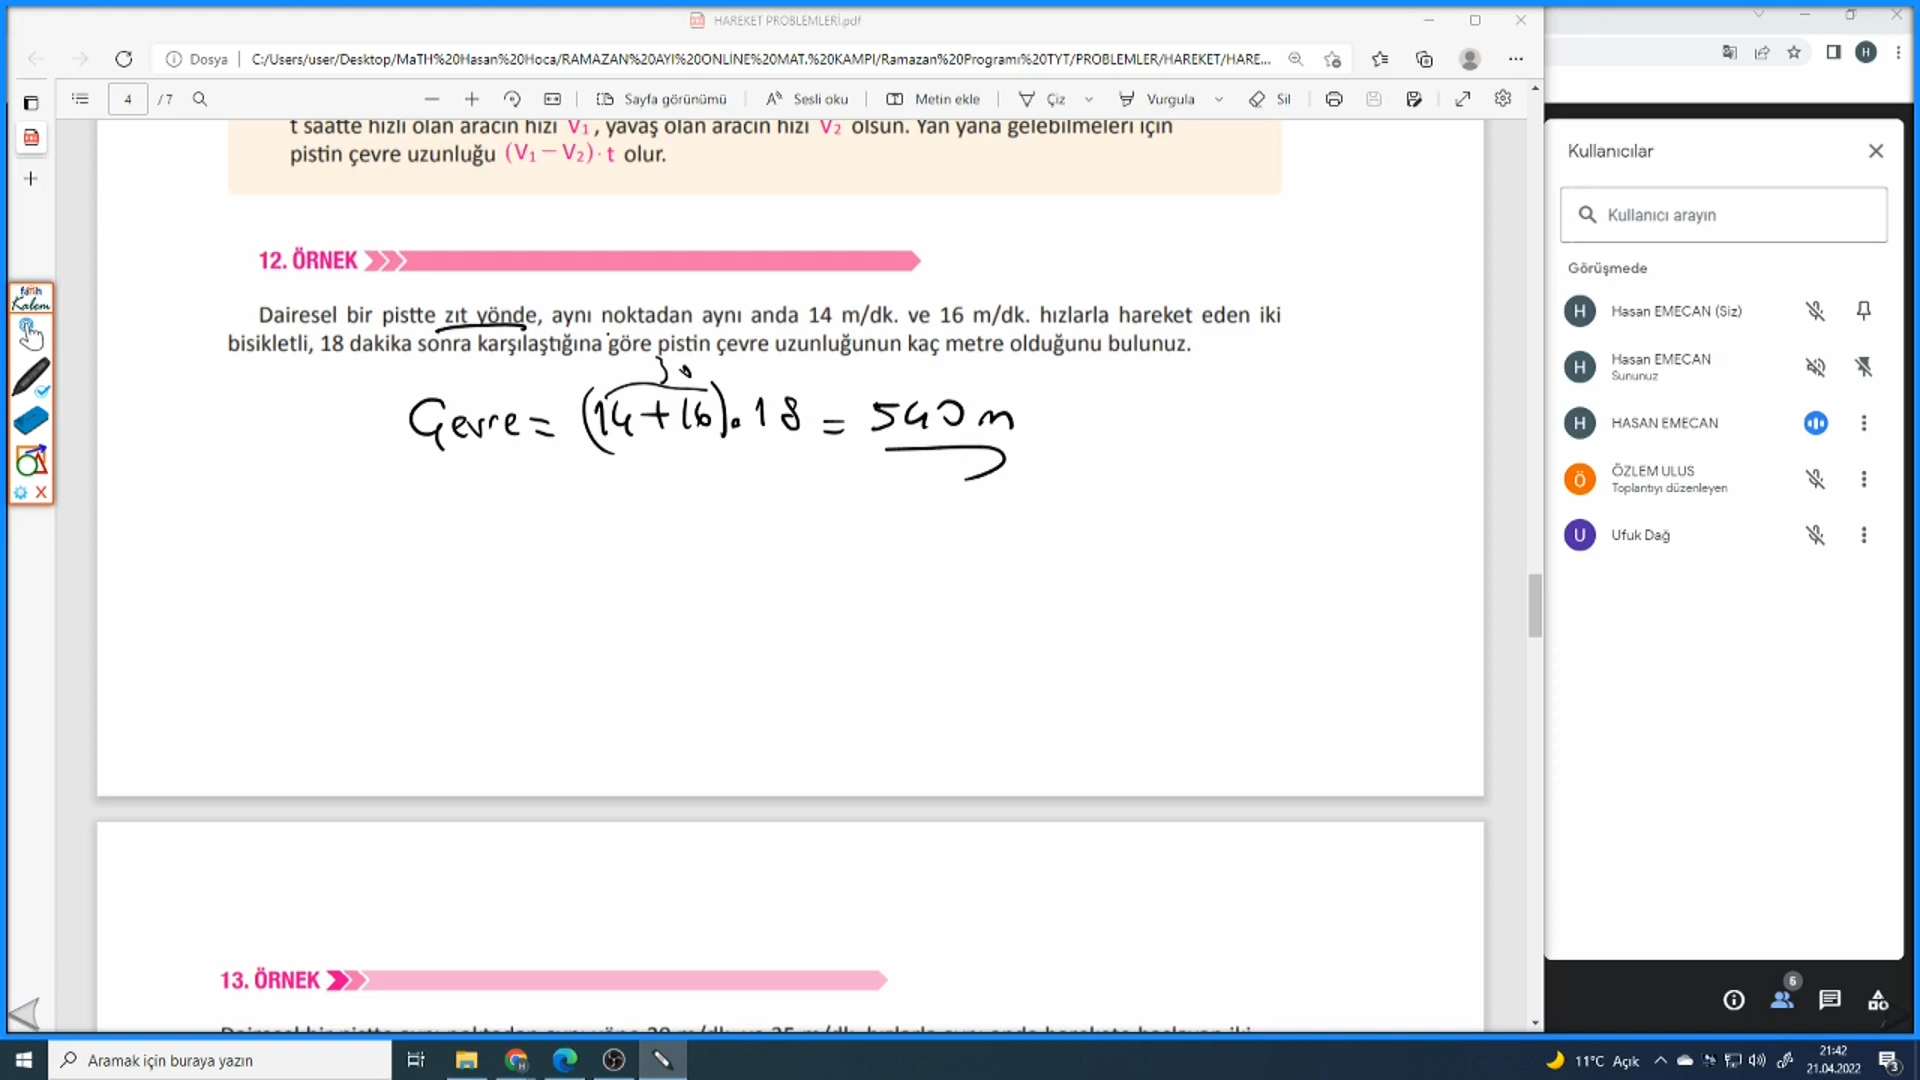 HAREKET PROBLEMLERİ.pdf
Dosya
C:/Users/user/Desktop/MaTH%20Hasan%20Hoca/RAMAZAN%20AYI%20ONLİNE%20MAT.%20KAMPI/Ramazan%20Programı%20TYT/PROBLEMLER/HAREKET/HARE...
4 /7
Sayfa görünümü
Sesli oku
Metin ekle
Çiz
Vurgula
Sil
t saatte hızlı olan aracın hızı V₁, yavaş olan aracın hızı V₂ olsun. Yan yana gelebilmeleri için
pistin çevre uzunluğu (V₁ − V₂)·t olur.
12. ÖRNEK
Dairesel bir pistte zıt yönde, aynı noktadan aynı anda 14 m/dk. ve 16 m/dk. hızlarla hareket eden iki
bisikletli, 18 dakika sonra karşılaştığına göre pistin çevre uzunluğunun kaç metre olduğunu bulunuz.
30
Çevre = (14+16).18 = 540 m
13. ÖRNEK
fatih
Kalem
Kullanıcılar
Kullanıcı arayın
Görüşmede
H Hasan EMECAN (Siz)
H Hasan EMECAN
Sununuz
H HASAN EMECAN
Ö ÖZLEM ULUS
Toplantıyı düzenleyen
U Ufuk Dağ
Aramak için buraya yazın
11°C Açık
21:42
21.04.2022
3